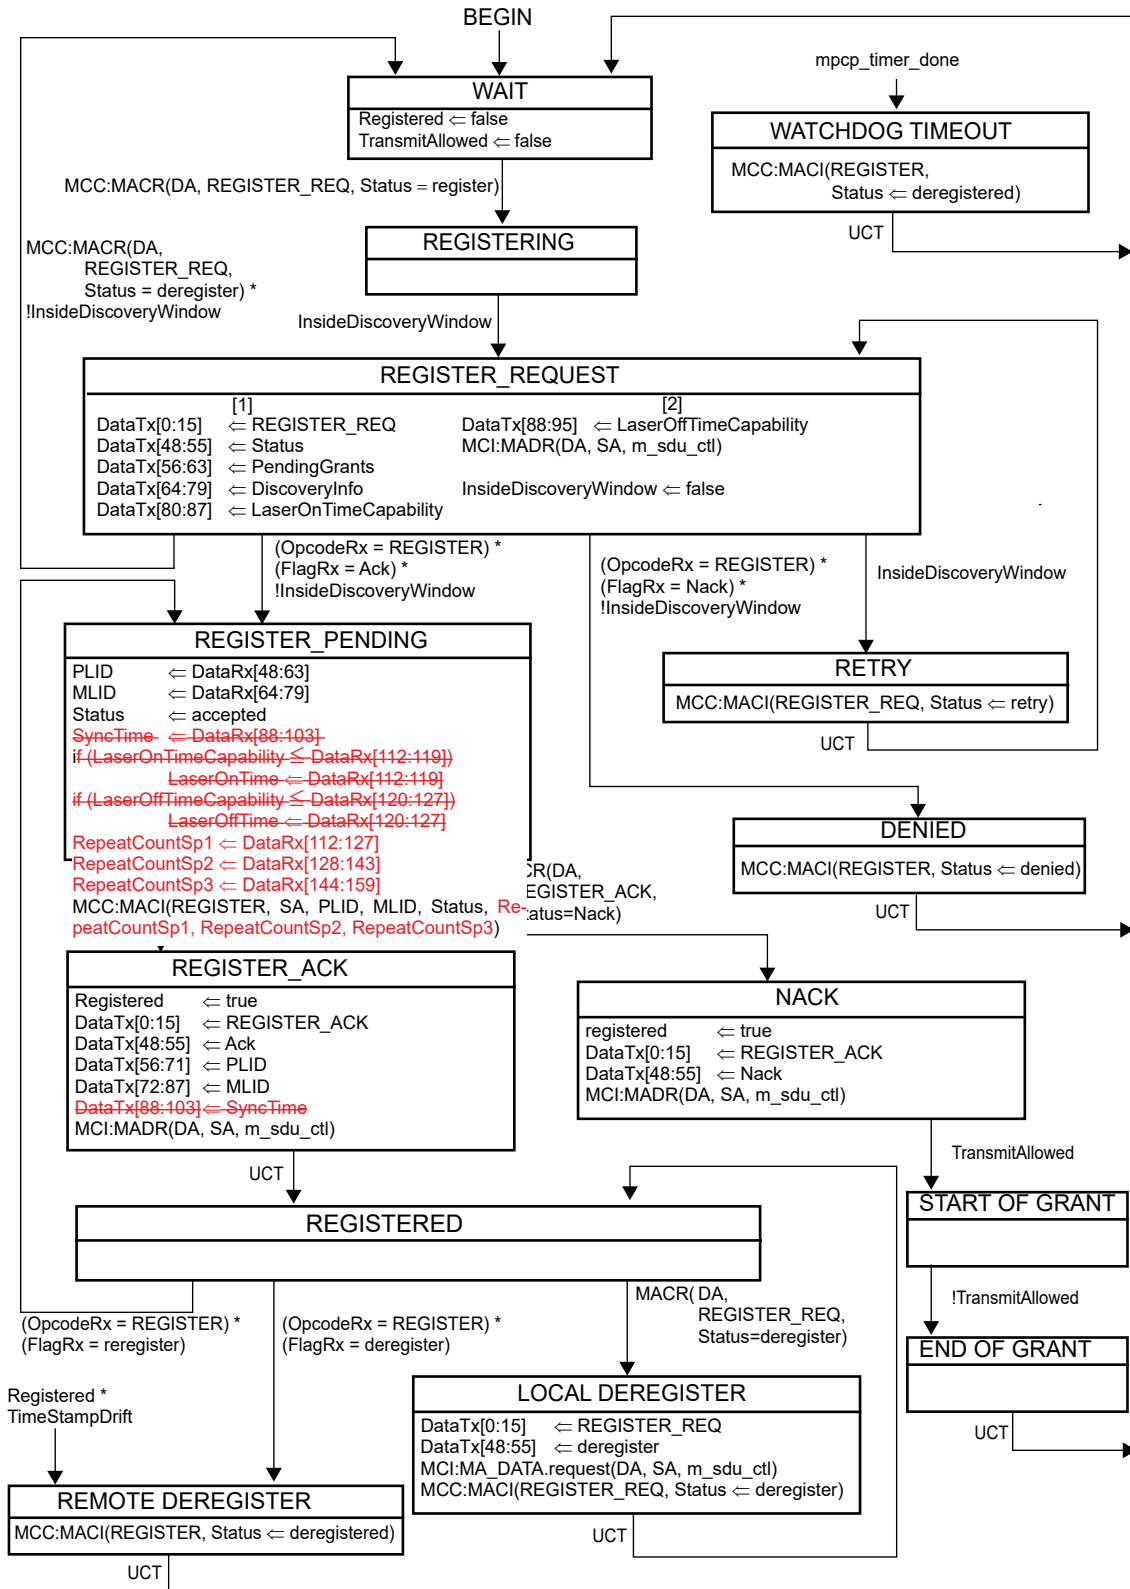 BEGIN
mpcp_timer_done
WAIT
Registered ⇐ false
TransmitAllowed ⇐ false
WATCHDOG TIMEOUT
MCC:MACI(REGISTER,
Status ⇐ deregistered)
UCT
MCC:MACR(DA, REGISTER_REQ, Status = register)
REGISTERING
MCC:MACR(DA,
REGISTER_REQ,
Status = deregister) *
!InsideDiscoveryWindow
InsideDiscoveryWindow
REGISTER_REQUEST
[1]
DataTx[0:15] ⇐ REGISTER_REQ
DataTx[48:55] ⇐ Status
DataTx[56:63] ⇐ PendingGrants
DataTx[64:79] ⇐ DiscoveryInfo
DataTx[80:87] ⇐ LaserOnTimeCapability
[2]
DataTx[88:95] ⇐ LaserOffTimeCapability
MCI:MADR(DA, SA, m_sdu_ctl)
InsideDiscoveryWindow ⇐ false
(OpcodeRx = REGISTER) *
(FlagRx = Ack) *
!InsideDiscoveryWindow
(OpcodeRx = REGISTER) *
(FlagRx = Nack) *
!InsideDiscoveryWindow
InsideDiscoveryWindow
REGISTER_PENDING
PLID ⇐ DataRx[48:63]
MLID ⇐ DataRx[64:79]
Status ⇐ accepted
SyncTime ⇐ DataRx[88:103]
if (LaserOnTimeCapability ≤ DataRx[112:119])
LaserOnTime ⇐ DataRx[112:119]
if (LaserOffTimeCapability ≤ DataRx[120:127])
LaserOffTime ⇐ DataRx[120:127]
RepeatCountSp1 ⇐ DataRx[112:127]
RepeatCountSp2 ⇐ DataRx[128:143]
RepeatCountSp3 ⇐ DataRx[144:159]
MCC:MACI(REGISTER, SA, PLID, MLID, Status, Re-
peatCountSp1, RepeatCountSp2, RepeatCountSp3)
RETRY
MCC:MACI(REGISTER_REQ, Status ⇐ retry)
UCT
DENIED
MCC:MACI(REGISTER, Status ⇐ denied)
UCT
CR(DA,
EGISTER_ACK,
tatus=Nack)
REGISTER_ACK
Registered ⇐ true
DataTx[0:15] ⇐ REGISTER_ACK
DataTx[48:55] ⇐ Ack
DataTx[56:71] ⇐ PLID
DataTx[72:87] ⇐ MLID
DataTx[88:103] ⇐ SyncTime
MCI:MADR(DA, SA, m_sdu_ctl)
UCT
NACK
registered ⇐ true
DataTx[0:15] ⇐ REGISTER_ACK
DataTx[48:55] ⇐ Nack
MCI:MADR(DA, SA, m_sdu_ctl)
TransmitAllowed
START OF GRANT
!TransmitAllowed
END OF GRANT
UCT
REGISTERED
(OpcodeRx = REGISTER) *
(FlagRx = reregister)
(OpcodeRx = REGISTER) *
(FlagRx = deregister)
MACR( DA,
REGISTER_REQ,
Status=deregister)
Registered *
TimeStampDrift
LOCAL DEREGISTER
DataTx[0:15] ⇐ REGISTER_REQ
DataTx[48:55] ⇐ deregister
MCI:MA_DATA.request(DA, SA, m_sdu_ctl)
MCC:MACI(REGISTER_REQ, Status ⇐ deregister)
UCT
REMOTE DEREGISTER
MCC:MACI(REGISTER, Status ⇐ deregistered)
UCT